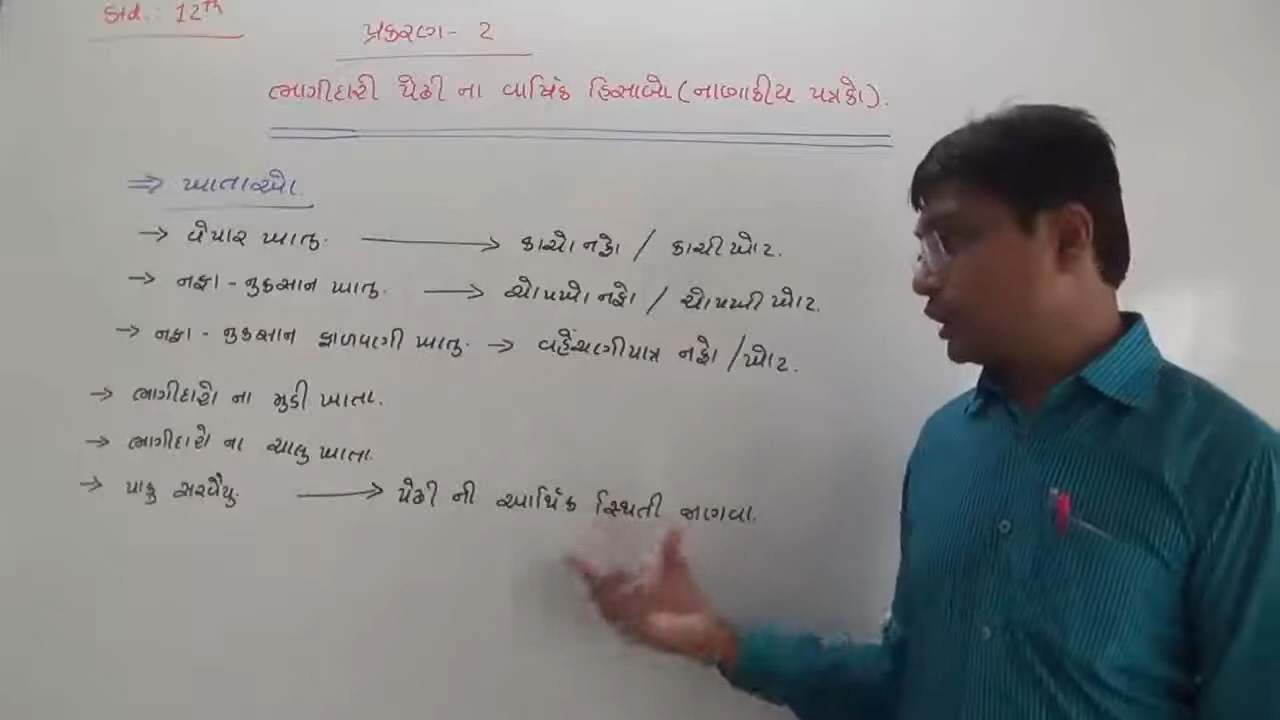 Std.: 12th
પ્રકરણ - 2
ભાગીદારી પેઢી ના વાર્ષિક હિસાબો (નાણાકીય પત્રકો).
⇒ ખાતાઓ.
→ વેપાર ખાતુ. → કાચો નફો / કાચી ખોટ.
→ નફા - નુકસાન ખાતુ. → ચોખ્ખો નફો / ચોખ્ખી ખોટ.
→ નફા - નુકસાન ફાળવણી ખાતુ. → વહેંચણીપાત્ર નફો / ખોટ.
→ ભાગીદારો ના મુડી ખાતા.
→ ભાગીદારો ના ચાલુ ખાતા.
→ પાકુ સરવૈયુ. → પેઢી ની આર્થિક સ્થિતી જાણવા.